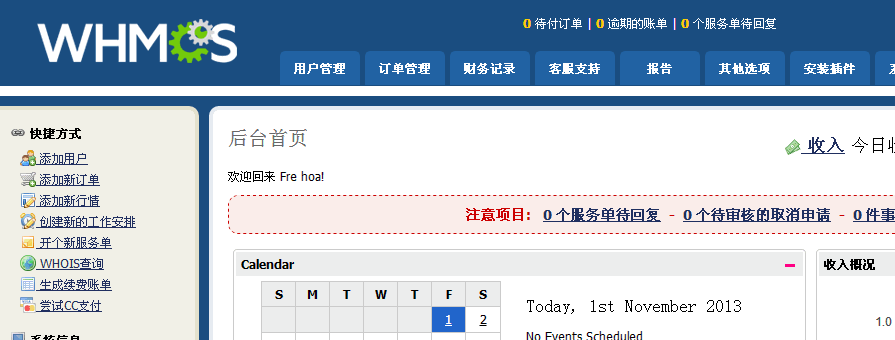 WHMCS
0 待付订单 | 0 逾期的账单 | 0 个服务单待回复
用户管理 订单管理 财务记录 客服支持 报告 其他选项 安装插件
快捷方式
添加用户
添加新订单
添加新行情
创建新的工作安排
开个新服务单
WHOIS查询
生成续费账单
尝试CC支付
系统信息
后台首页
收入 今日收
欢迎回来 Fre hoa!
注意项目: 0 个服务单待回复 - 0 个待审核的取消申请 - 0 件事
Calendar
S M T W T F S
1 2
Today, 1st November 2013
No Events Scheduled
收入概况
1.0